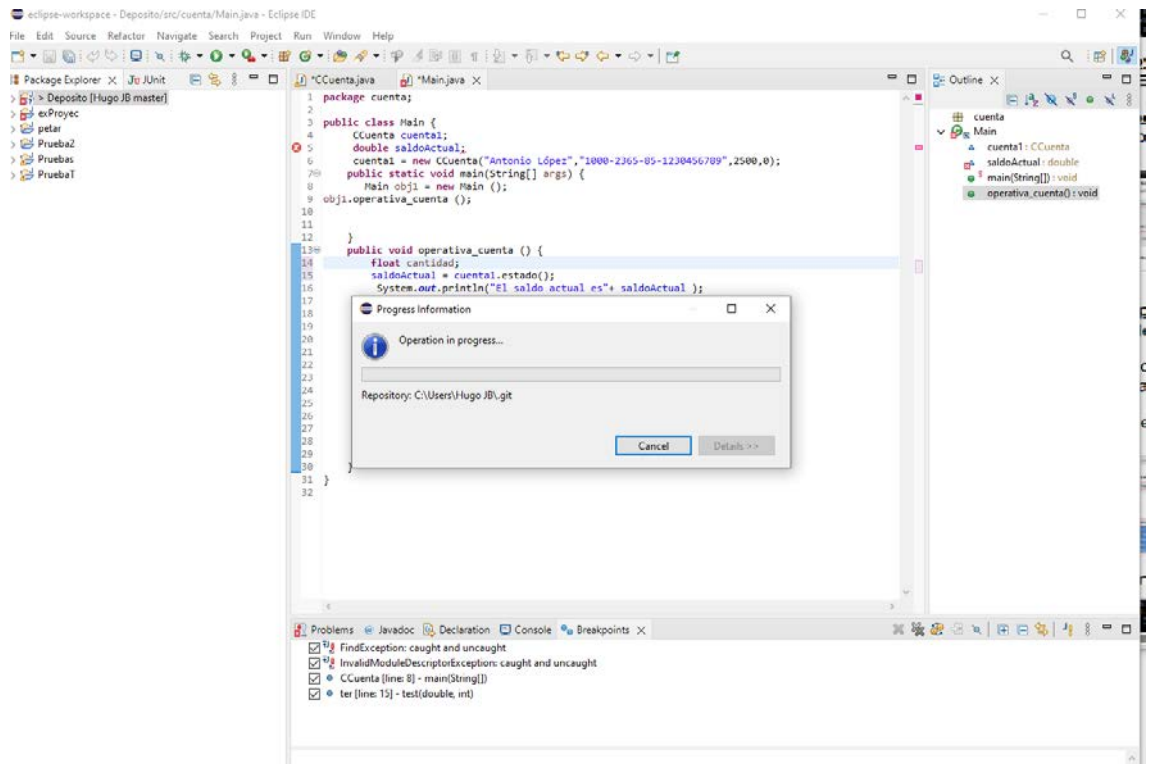 eclipse-workspace - Deposito/src/cuenta/Main.java - Eclipse IDE
File Edit Source Refactor Navigate Search Project Run Window Help
Package Explorer Ju JUnit
*CCuenta.java *Main.java
Outline
> Deposito [Hugo JB master]
exProyec
petar
Prueba2
Pruebas
PruebaT
1 package cuenta;
2
3 public class Main {
4 CCuenta cuenta1;
5 double saldoActual;
6 cuenta1 = new CCuenta("Antonio López","1000-2365-85-1230456789",2500,0);
7 public static void main(String[] args) {
8 Main obj1 = new Main ();
9 obj1.operativa_cuenta ();
10
11
12 }
13 public void operativa_cuenta () {
14 float cantidad;
15 saldoActual = cuenta1.estado();
16 System.out.println("El saldo actual es"+ saldoActual );
17
18
19
20
21
22
23
24
25
26
27
28
29
30 }
31 }
32
cuenta
Main
cuenta1 : CCuenta
saldoActual : double
main(String[]) : void
operativa_cuenta() : void
Progress Information
Operation in progress...
Repository: C:\Users\Hugo JB\.git
Cancel
Details >>
Problems Javadoc Declaration Console Breakpoints
FindException: caught and uncaught
InvalidModuleDescriptorException: caught and uncaught
CCuenta [line: 8] - main(String[])
ter [line: 15] - test(double, int)